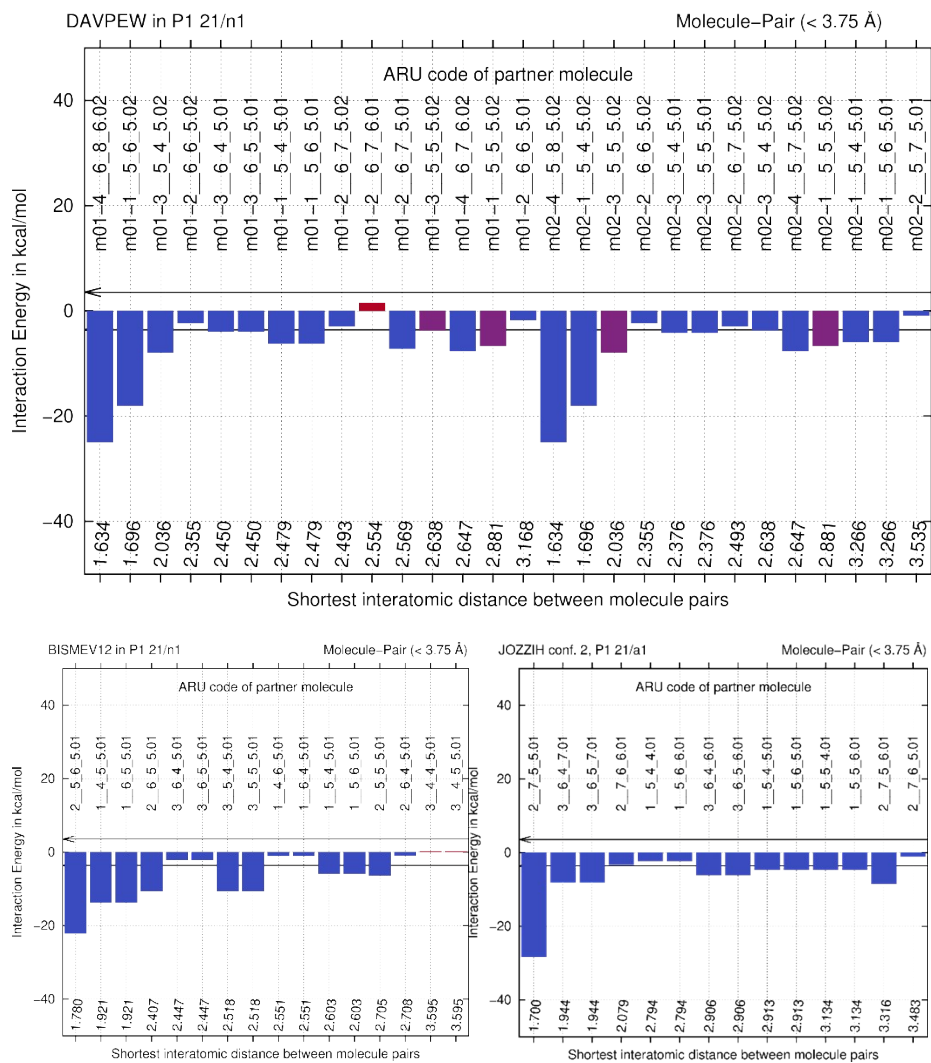 DAVPEW in P1 21/n1
Molecule−Pair (< 3.75 Å)
ARU code of partner molecule
Interaction Energy in kcal/mol
40
20
0
−20
−40
m01−4__6_8_6.02
m01−1__5_6_5.02
m01−3__5_4_5.02
m01−2__6_6_5.02
m01−3__6_4_5.01
m01−3__6_5_5.01
m01−1__5_4_5.01
m01−1__5_6_5.01
m01−2__6_7_5.02
m01−2__6_7_6.01
m01−2__6_7_5.02
m01−3__5_5_5.02
m01−4__6_7_6.02
m01−1__5_5_5.02
m01−2__6_6_6.02
m02−4__5_8_5.01
m02−1__5_4_5.01
m02−3__5_5_5.02
m02−2__6_6_5.01
m02−3__5_4_5.01
m02−3__5_5_5.01
m02−2__6_7_5.02
m02−3__5_4_5.02
m02−4__5_7_5.01
m02−1__5_5_5.02
m02−1__5_4_5.01
m02−1__5_6_5.01
m02−2__5_7_5.01
1.634
1.696
2.036
2.355
2.450
2.450
2.479
2.479
2.493
2.554
2.569
2.638
2.647
2.881
3.168
1.634
1.696
2.036
2.355
2.376
2.376
2.493
2.638
2.647
2.881
3.266
3.266
3.535
Shortest interatomic distance between molecule pairs
BISMEV12 in P1 21/n1
Molecule−Pair (< 3.75 Å)
ARU code of partner molecule
Interaction Energy in kcal/mol
40
20
0
−20
−40
2__5_6_5.01
1__4_5_5.01
1__6_5_5.01
2__6_5_5.01
3__6_4_5.01
3__6_5_5.01
3__5_4_5.01
3__5_5_5.01
1__5_4_5.01
1__5_6_5.01
1__4_6_5.01
1__6_4_5.01
2__5_5_5.01
2__6_6_5.01
3__4_4_5.01
3__4_5_5.01
1.780
1.921
1.921
2.407
2.447
2.447
2.518
2.518
2.551
2.551
2.603
2.603
2.705
2.708
3.595
3.595
Shortest interatomic distance between molecule pairs
JOZZIH conf. 2, P1 21/a1
Molecule−Pair (< 3.75 Å)
ARU code of partner molecule
Interaction Energy in kcal/mol
40
20
0
−20
−40
2__7_5_5.01
3__6_4_7.01
3__6_5_7.01
2__7_6_6.01
1__5_4_4.01
1__5_6_6.01
3__6_4_6.01
3__6_5_6.01
1__5_4_5.01
1__5_6_5.01
1__5_5_4.01
1__5_5_6.01
2__7_5_6.01
2__7_6_5.01
1.700
1.944
1.944
2.079
2.794
2.794
2.906
2.906
2.913
2.913
3.134
3.134
3.316
3.483
Shortest interatomic distance between molecule pairs